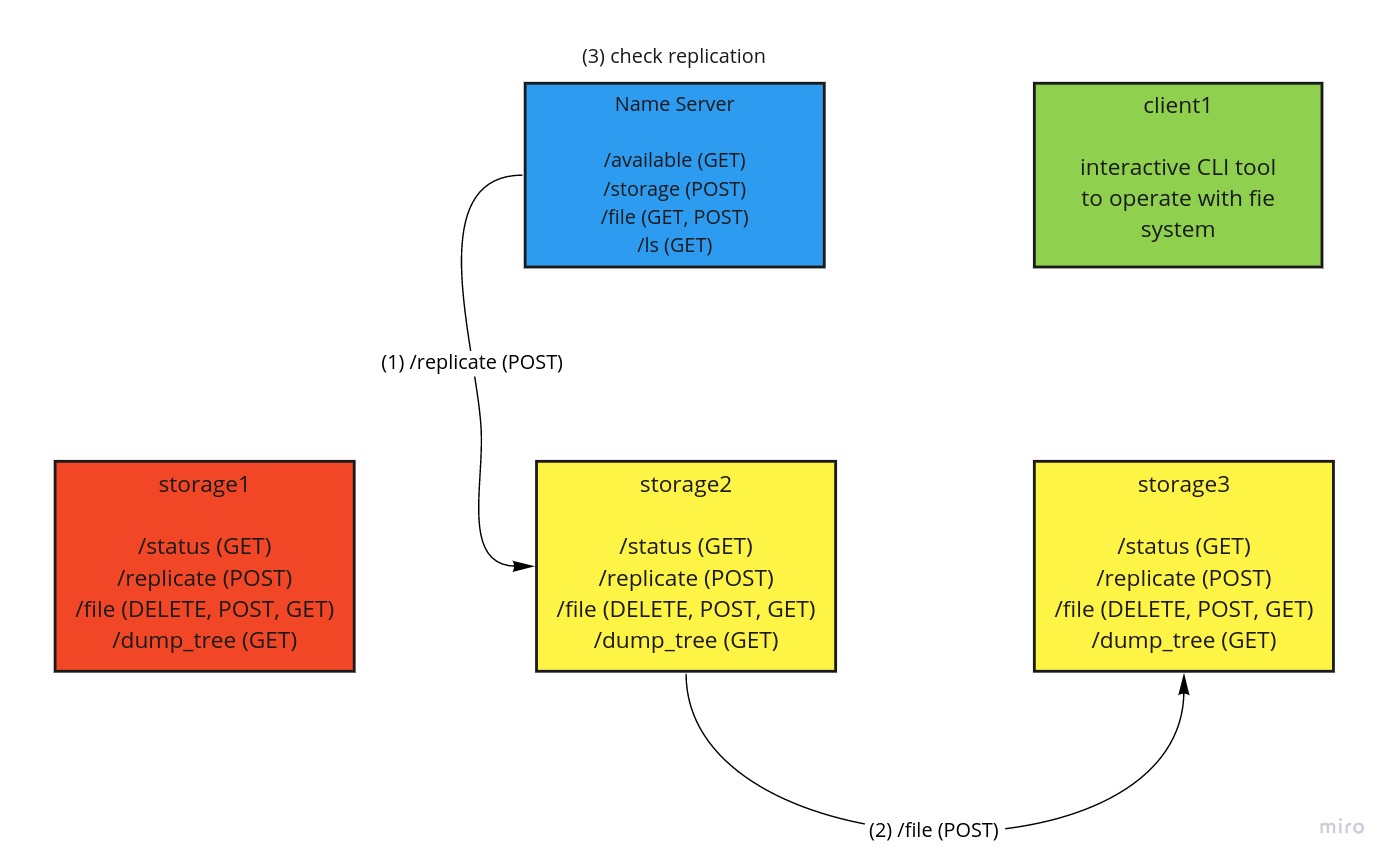 (3) check replication
Name Server
/available (GET)
/storage (POST)
/file (GET, POST)
/ls (GET)
client1
interactive CLI tool
to operate with fie
system
(1) /replicate (POST)
storage1
/status (GET)
/replicate (POST)
/file (DELETE, POST, GET)
/dump_tree (GET)
storage2
/status (GET)
/replicate (POST)
/file (DELETE, POST, GET)
/dump_tree (GET)
storage3
/status (GET)
/replicate (POST)
/file (DELETE, POST, GET)
/dump_tree (GET)
(2) /file (POST)
miro